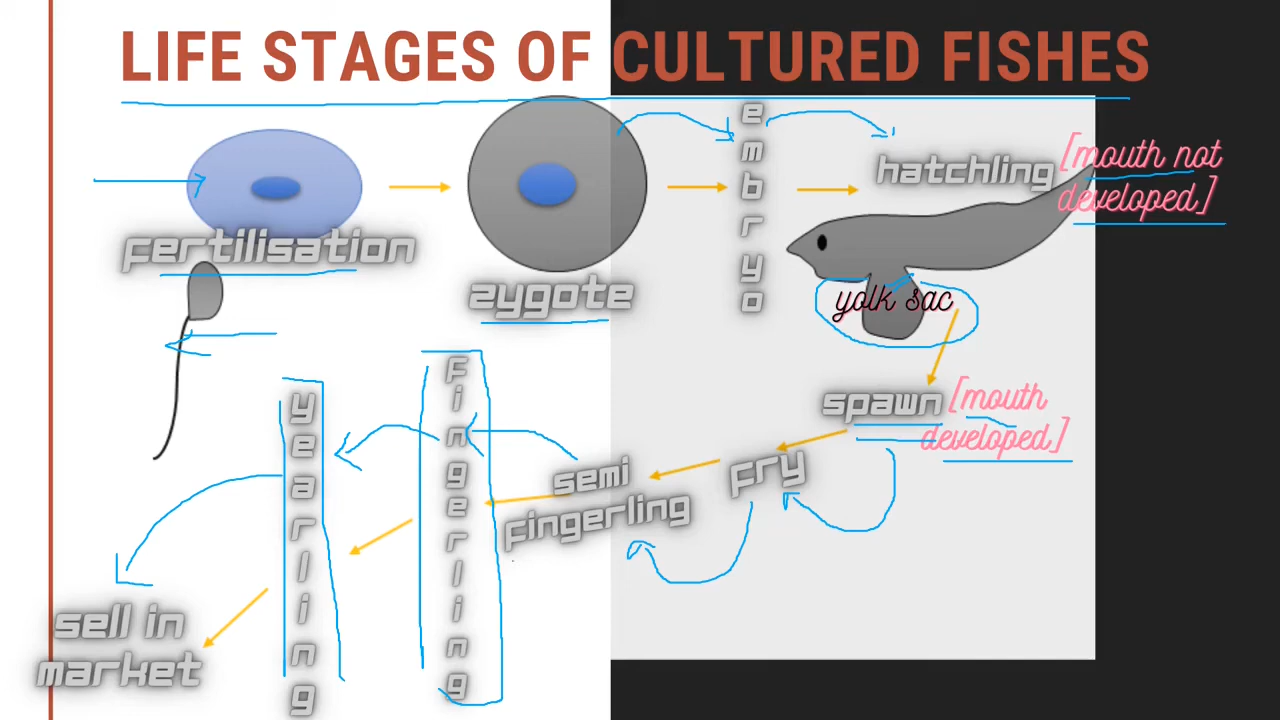 LIFE STAGES OF CULTURED FISHES
fertilisation
zygote
embryo
hatchling
[mouth not
developed]
yolk sac
spawn
[mouth
developed]
fry
semi
fingerling
fingerling
yearling
sell in
market